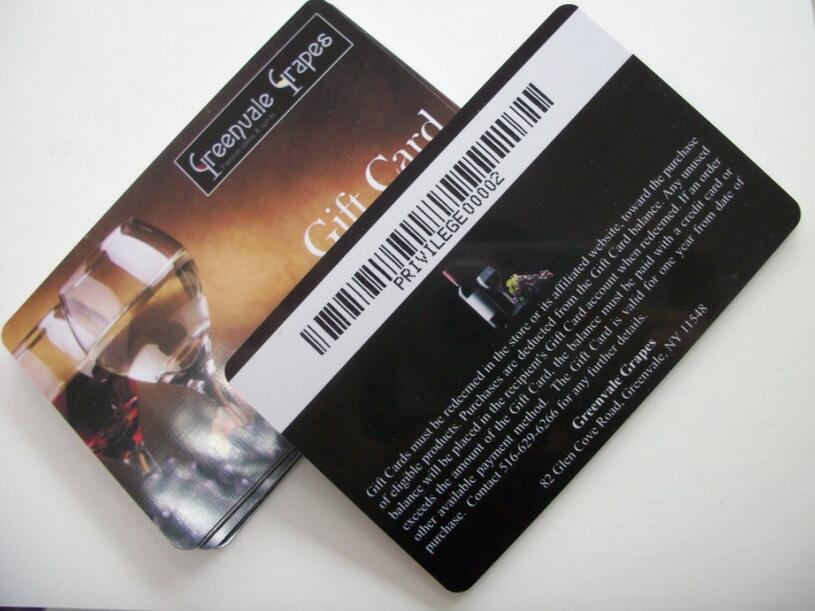 Greenvale Grapes
Gift Card
PRIVILEGE00002
Gift Cards must be redeemed in the store or its affiliated website, toward the purchase
of eligible products. Purchases are deducted from the Gift Card balance. Any unused
balance will be placed in the recipient's Gift Card account when redeemed. If an order
exceeds the amount of the Gift Card, the balance must be paid with a credit card or
other available payment method. The Gift Card is valid for one year from date of
purchase. Contact 516-629-6266 for any further details.
Greenvale Grapes
82 Glen Cove Road, Greenvale, NY 11548